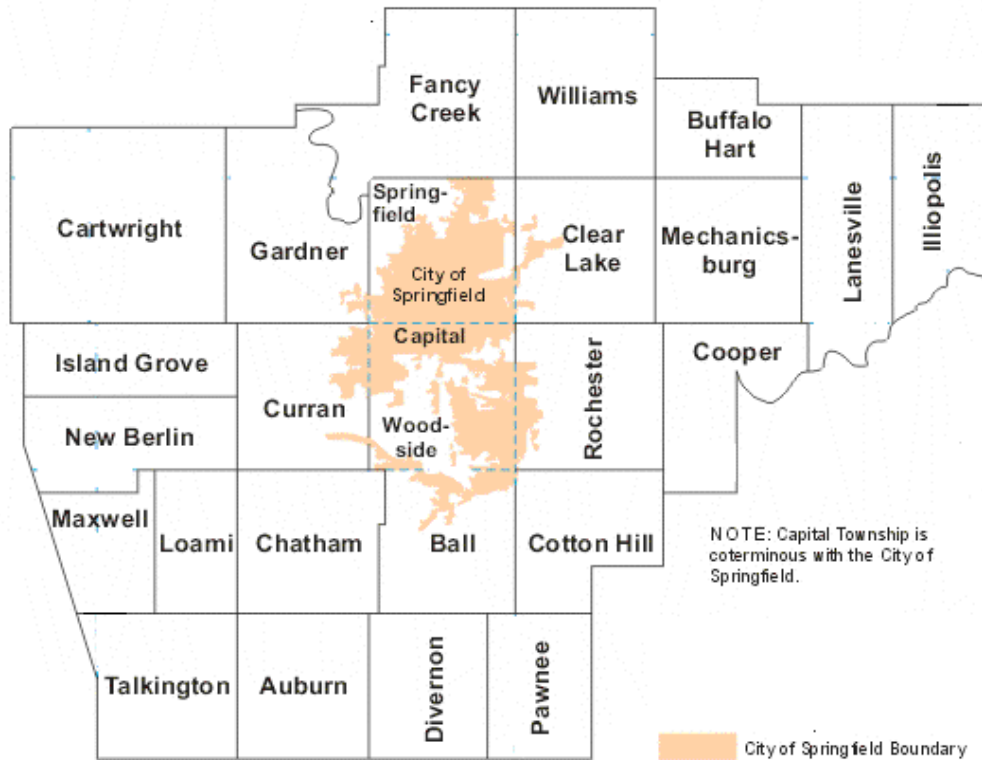 Fancy
Creek
Williams
Buffalo
Hart
Illiopolis
Lanesville
Spring-
field
Cartwright
Gardner
Clear
Lake
Mechanics-
burg
City of
Springfield
Capital
Island Grove
Cooper
Curran
Wood-
side
Rochester
New Berlin
Maxwell
Loami
Chatham
Ball
Cotton Hill
NOTE: Capital Township is
coterminous with the City of
Springfield.
Talkington
Auburn
Divernon
Pawnee
City of Springfield Boundary